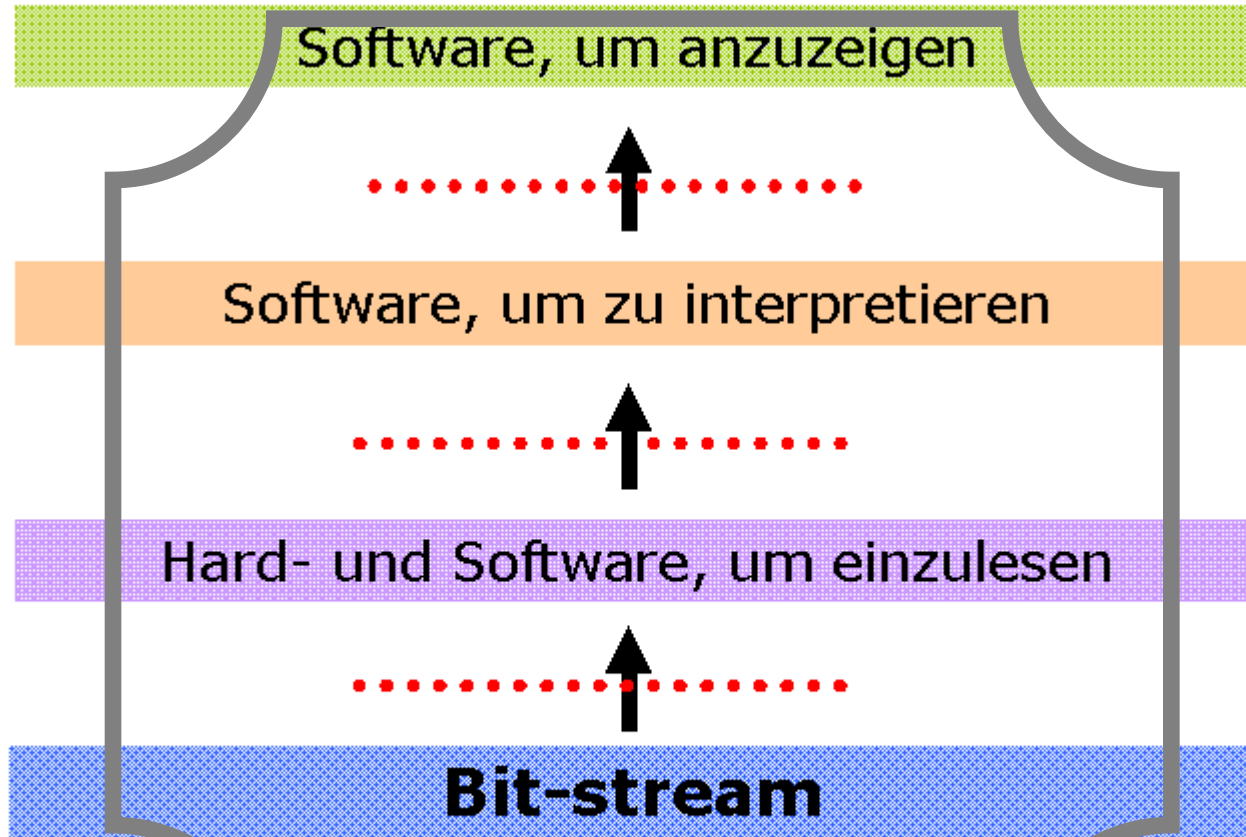 Software, um anzuzeigen
Software, um zu interpretieren
Hard- und Software, um einzulesen
Bit-stream